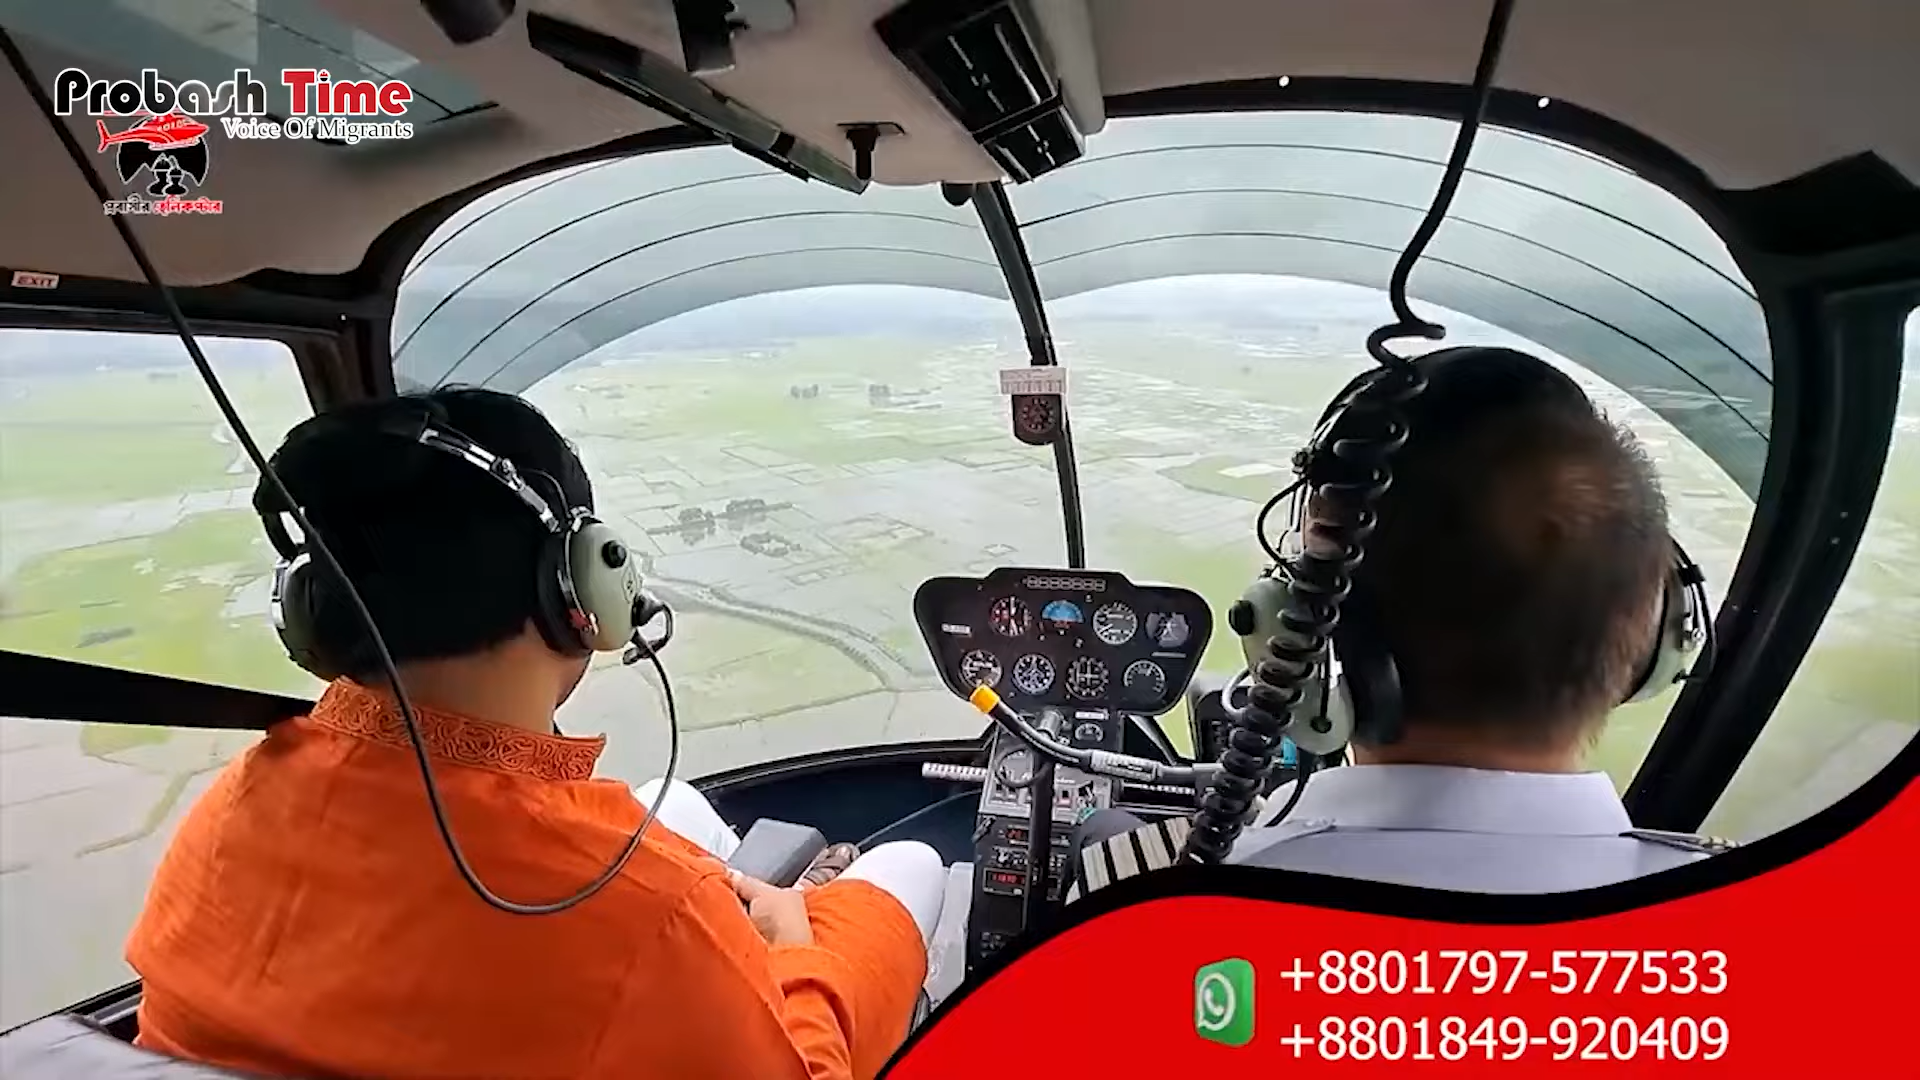 Probash Time
Voice Of Migrants
প্রবাসীর হেলিকপ্টার
EXIT
+8801797-577533
+8801849-920409